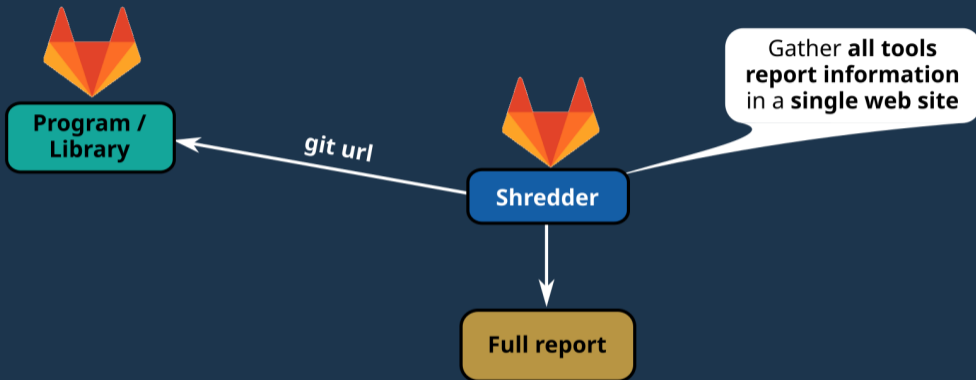 Program /
Library
git url
Shredder
Gather all tools
report information
in a single web site
Full report